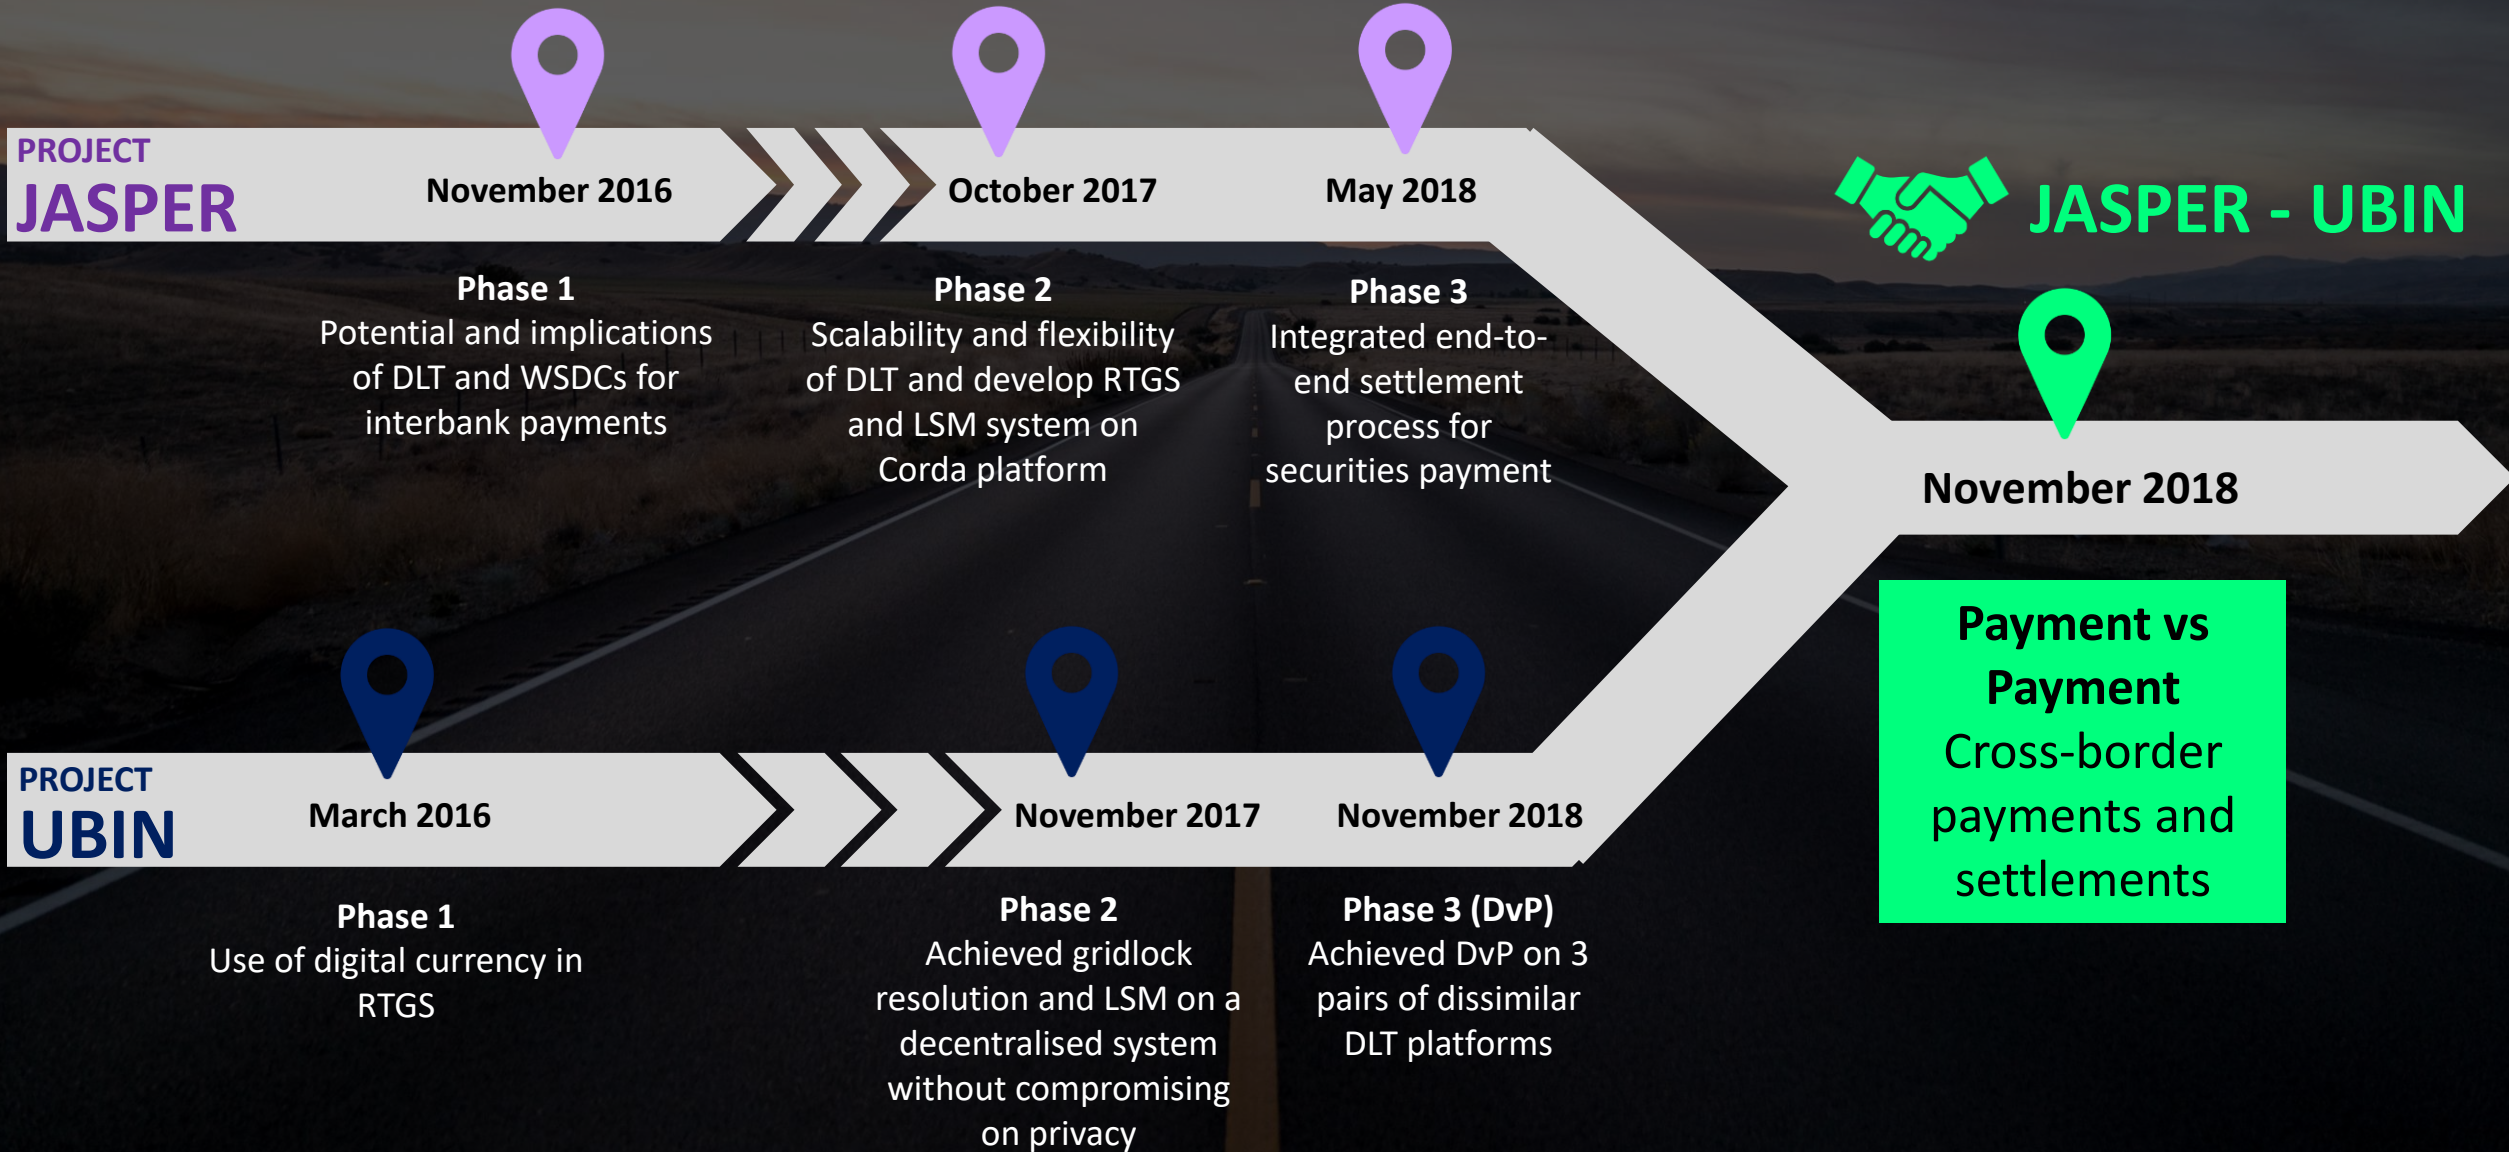 PROJECT
JASPER
November 2016
October 2017
May 2018
Phase 1
Potential and implications
of DLT and WSDCs for
interbank payments
Phase 2
Scalability and flexibility
of DLT and develop RTGS
and LSM system on
Corda platform
Phase 3
Integrated end-to-
end settlement
process for
securities payment
JASPER - UBIN
November 2018
Payment vs
Payment
Cross-border
payments and
settlements
PROJECT
UBIN
March 2016
November 2017
November 2018
Phase 1
Use of digital currency in
RTGS
Phase 2
Achieved gridlock
resolution and LSM on a
decentralised system
without compromising
on privacy
Phase 3 (DvP)
Achieved DvP on 3
pairs of dissimilar
DLT platforms